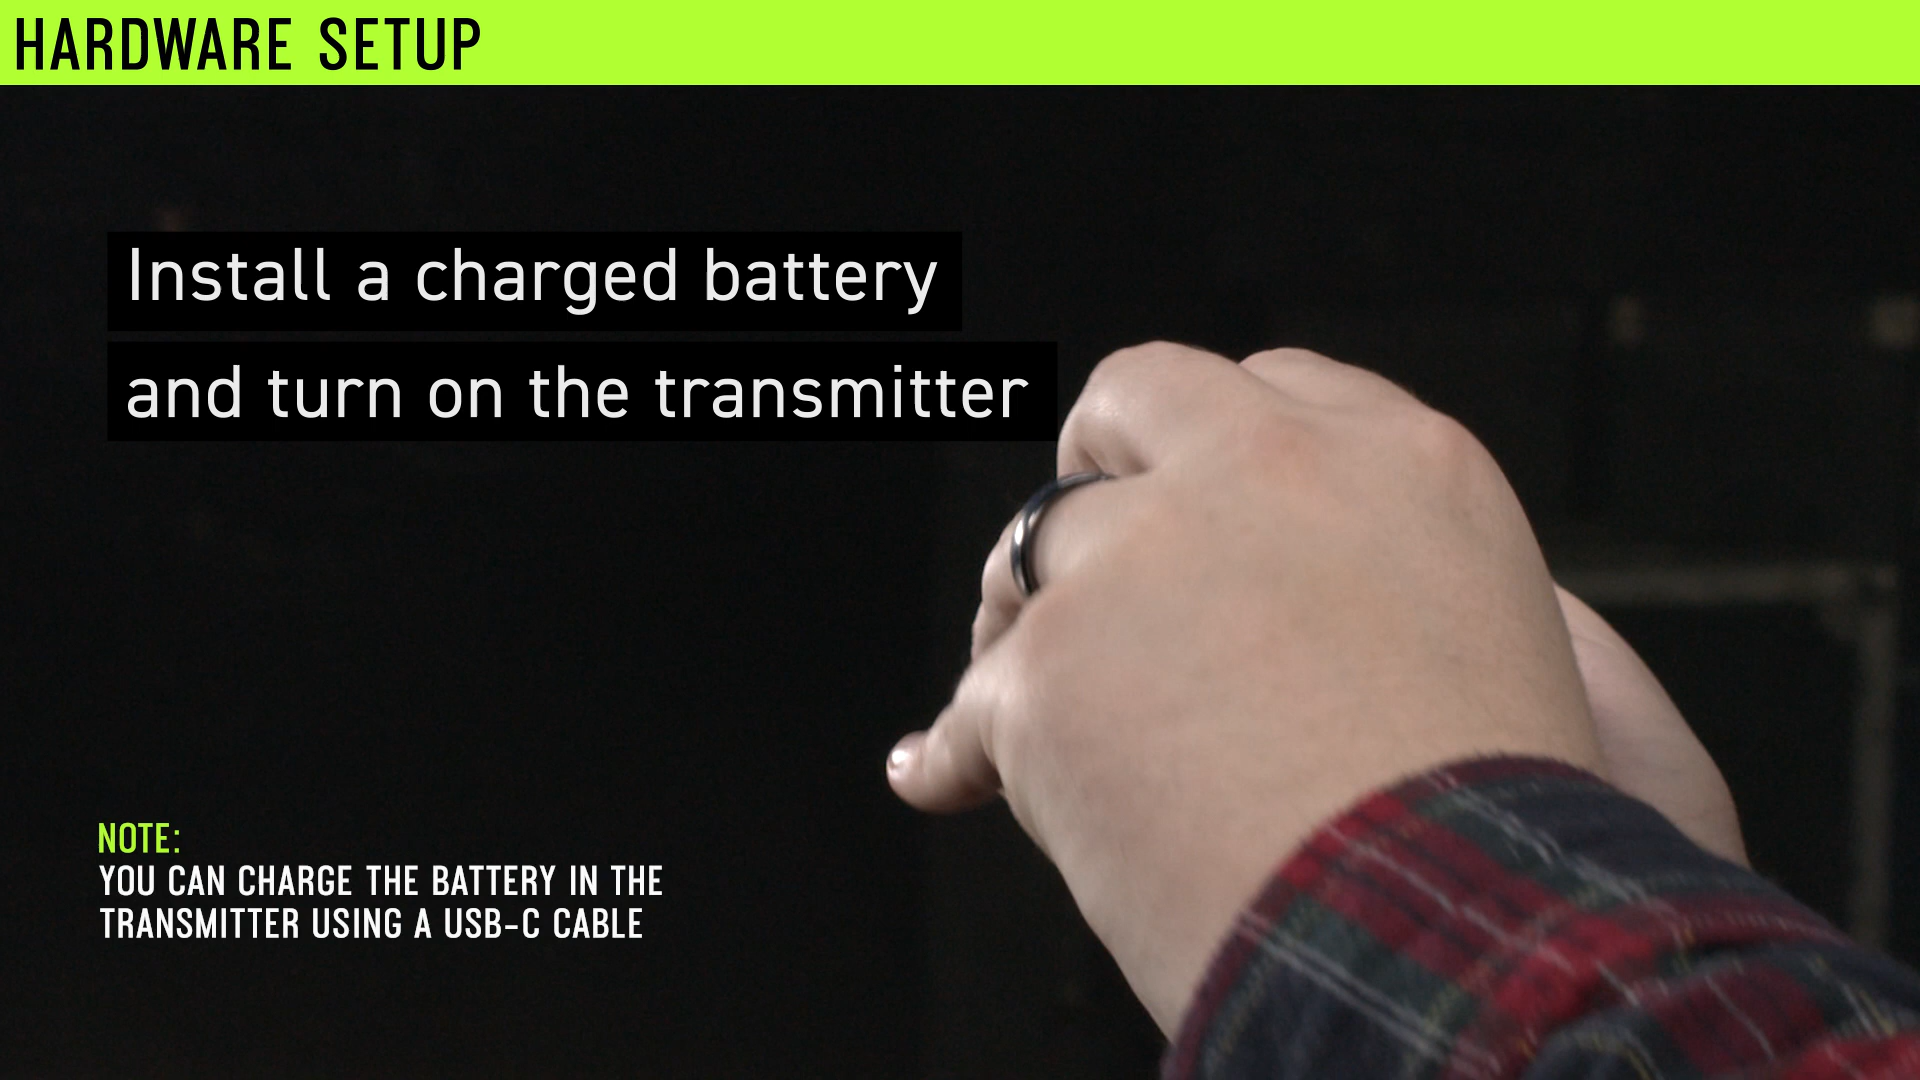 HARDWARE SETUP
Install a charged battery
and turn on the transmitter
NOTE:
YOU CAN CHARGE THE BATTERY IN THE
TRANSMITTER USING A USB-C CABLE